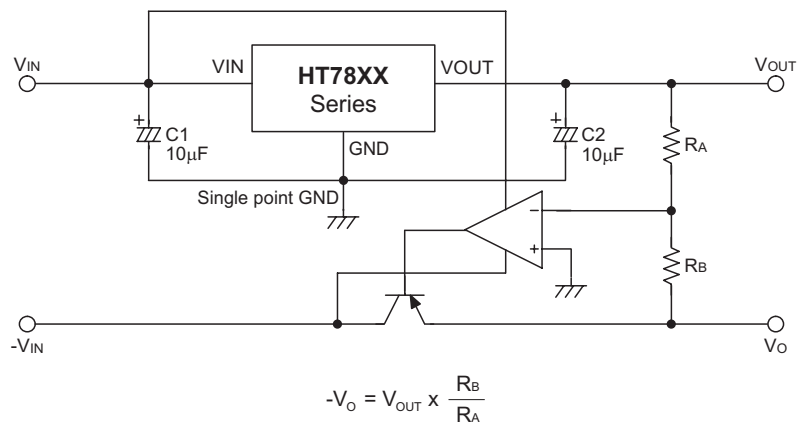 VIN
VIN
HT78XX
Series
VOUT
VOUT
+
C1
10μF
GND
+
C2
10μF
RA
Single point GND
−
+
RB
-VIN
VO
-VO = VOUT x RB
RA